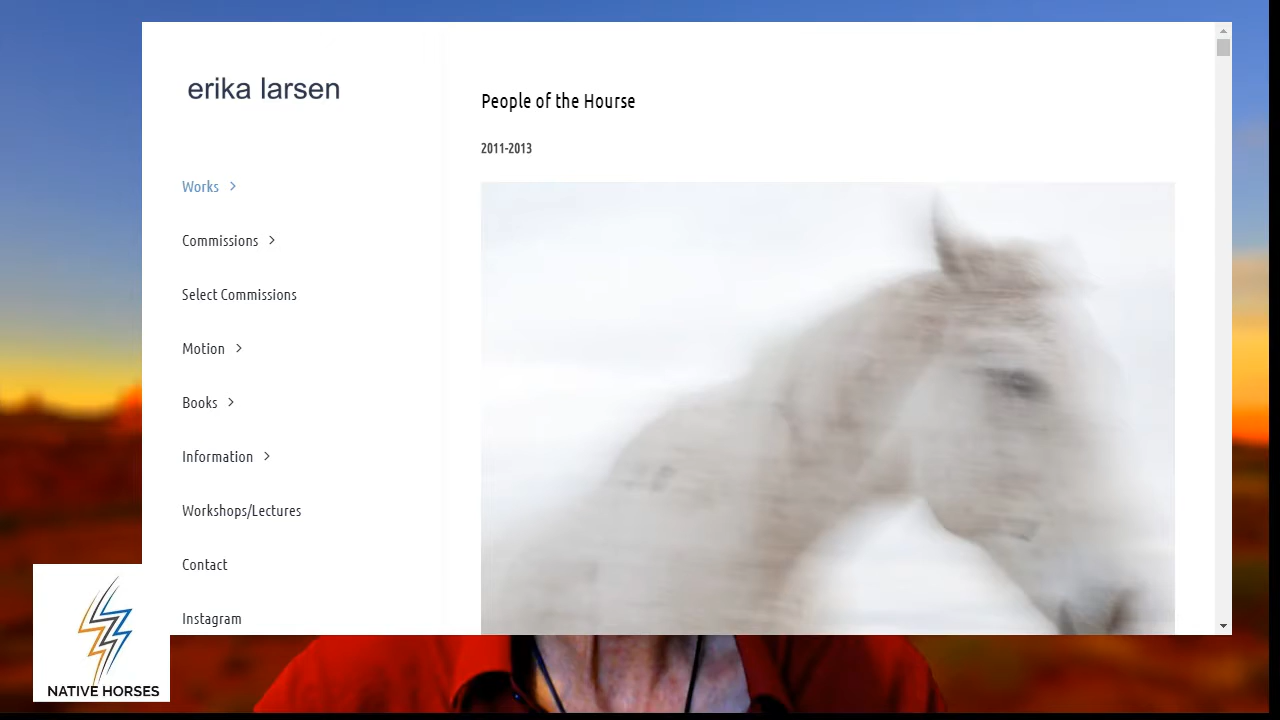 erika larsen
Works
Commissions
Select Commissions
Motion
Books
Information
Workshops/Lectures
Contact
Instagram
People of the Hourse
2011-2013
NATIVE HORSES